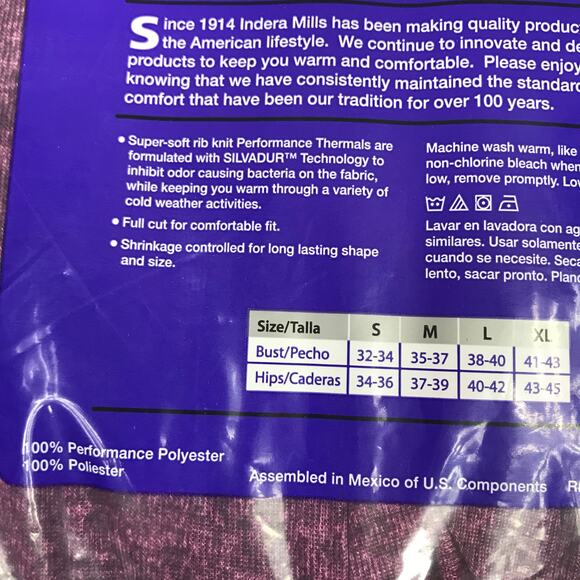 Since 1914 Indera Mills has been making quality produc
the American lifestyle. We continue to innovate and de
products to keep you warm and comfortable. Please enjoy
knowing that we have consistently maintained the standard
comfort that have been our tradition for over 100 years.
• Super-soft rib knit Performance Thermals are
formulated with SILVADUR™ Technology to
inhibit odor causing bacteria on the fabric,
while keeping you warm through a variety of
cold weather activities.
• Full cut for comfortable fit.
• Shrinkage controlled for long lasting shape
and size.
Machine wash warm, like
non-chlorine bleach when
low, remove promptly. Lo
Lavar en lavadora con ag
similares. Usar solamente
cuando se necesite. Seca
lento, sacar pronto. Planc
Size/Talla S M L XL
Bust/Pecho 32-34 35-37 38-40 41-43
Hips/Caderas 34-36 37-39 40-42 43-45
100% Performance Polyester
100% Poliester
Assembled in Mexico of U.S. Components R